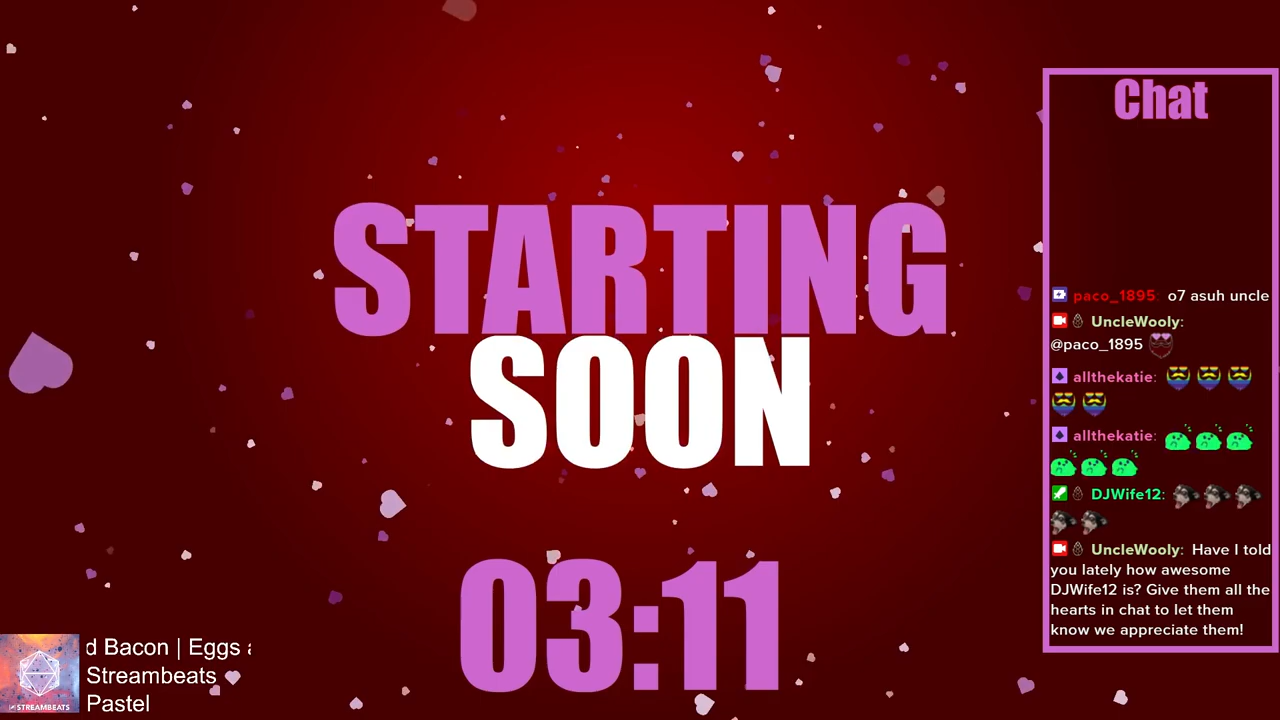 STARTING
SOON
03:11
Chat
paco_1895: o7 asuh uncle
UncleWooly:
@paco_1895
allthekatie:
allthekatie:
DJWife12:
UncleWooly: Have I told
you lately how awesome
DJWife12 is? Give them all the
hearts in chat to let them
know we appreciate them!
d Bacon | Eggs a
Streambeats
Pastel
STREAMBEATS